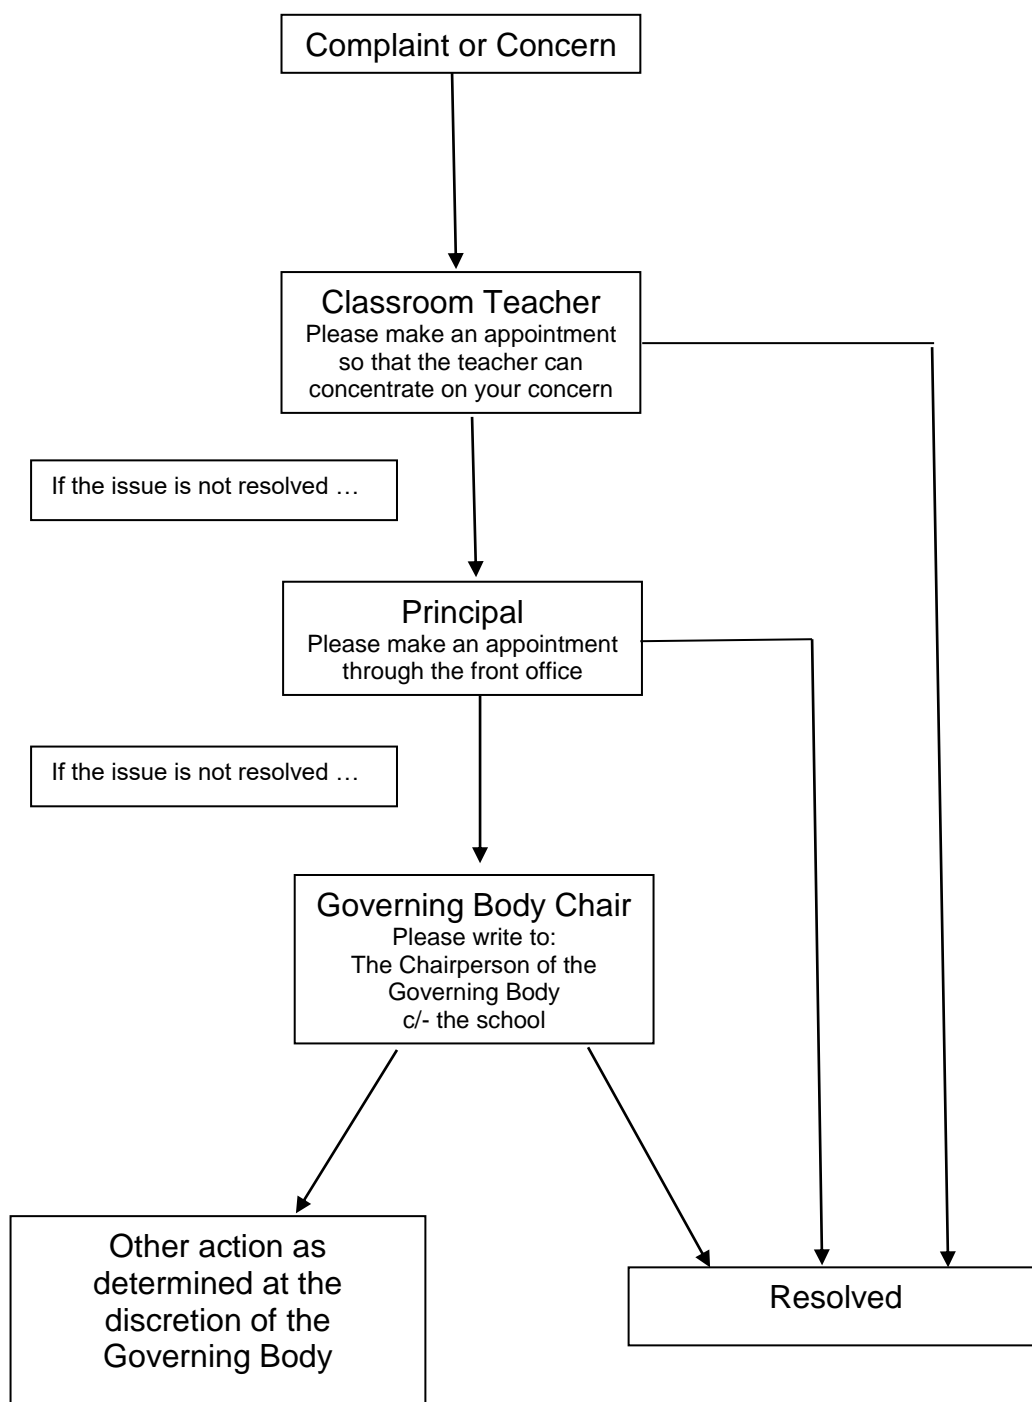 Complaint or Concern
Classroom Teacher
Please make an appointment
so that the teacher can
concentrate on your concern
If the issue is not resolved …
Principal
Please make an appointment
through the front office
If the issue is not resolved …
Governing Body Chair
Please write to:
The Chairperson of the
Governing Body
c/- the school
Other action as
determined at the
discretion of the
Governing Body
Resolved